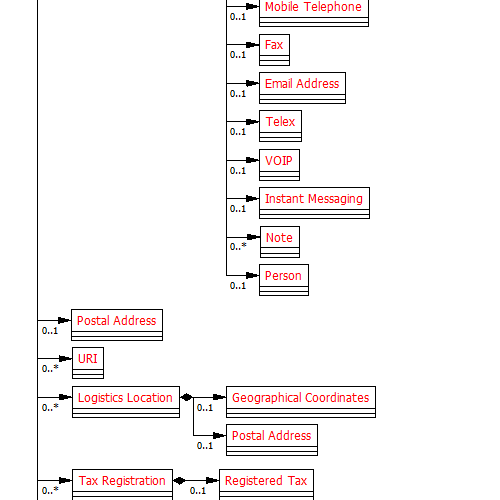 Mobile Telephone
0..1
Fax
0..1
Email Address
0..1
Telex
0..1
VOIP
0..1
Instant Messaging
0..1
Note
0..*
Person
0..1
Postal Address
0..1
URI
0..*
Logistics Location
Geographical Coordinates
0..*
0..1
Postal Address
0..1
Tax Registration
Registered Tax
0..*
0..1